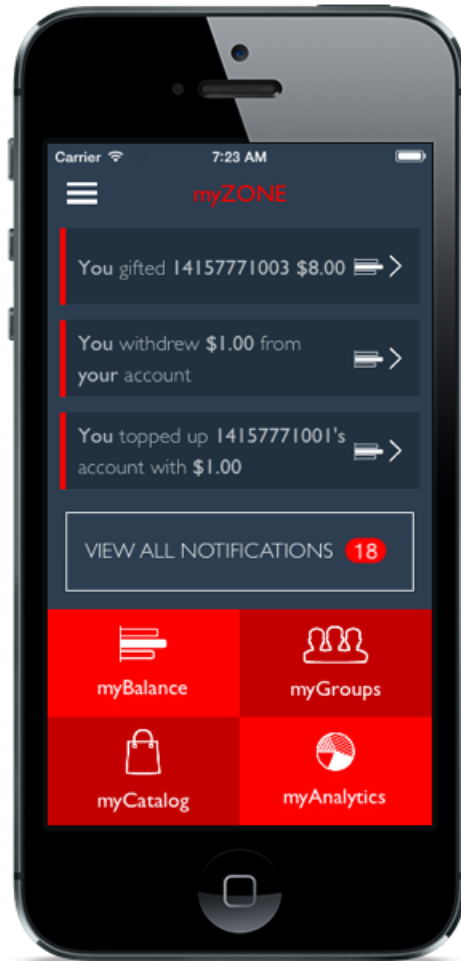 Carrier 7:23 AM
myZONE
You gifted 14157771003 $8.00
You withdrew $1.00 from
your account
You topped up 14157771001's
account with $1.00
VIEW ALL NOTIFICATIONS 18
myBalance myGroups
myCatalog myAnalytics